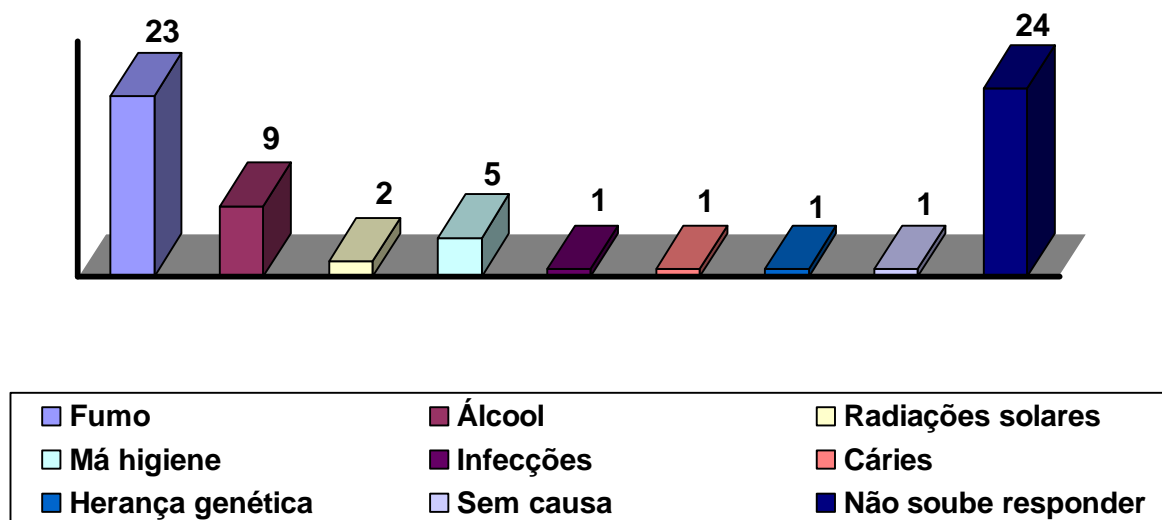 23
9
2
5
1
1
1
1
24
Fumo
Álcool
Radiações solares
Má higiene
Infecções
Cáries
Herança genética
Sem causa
Não soube responder